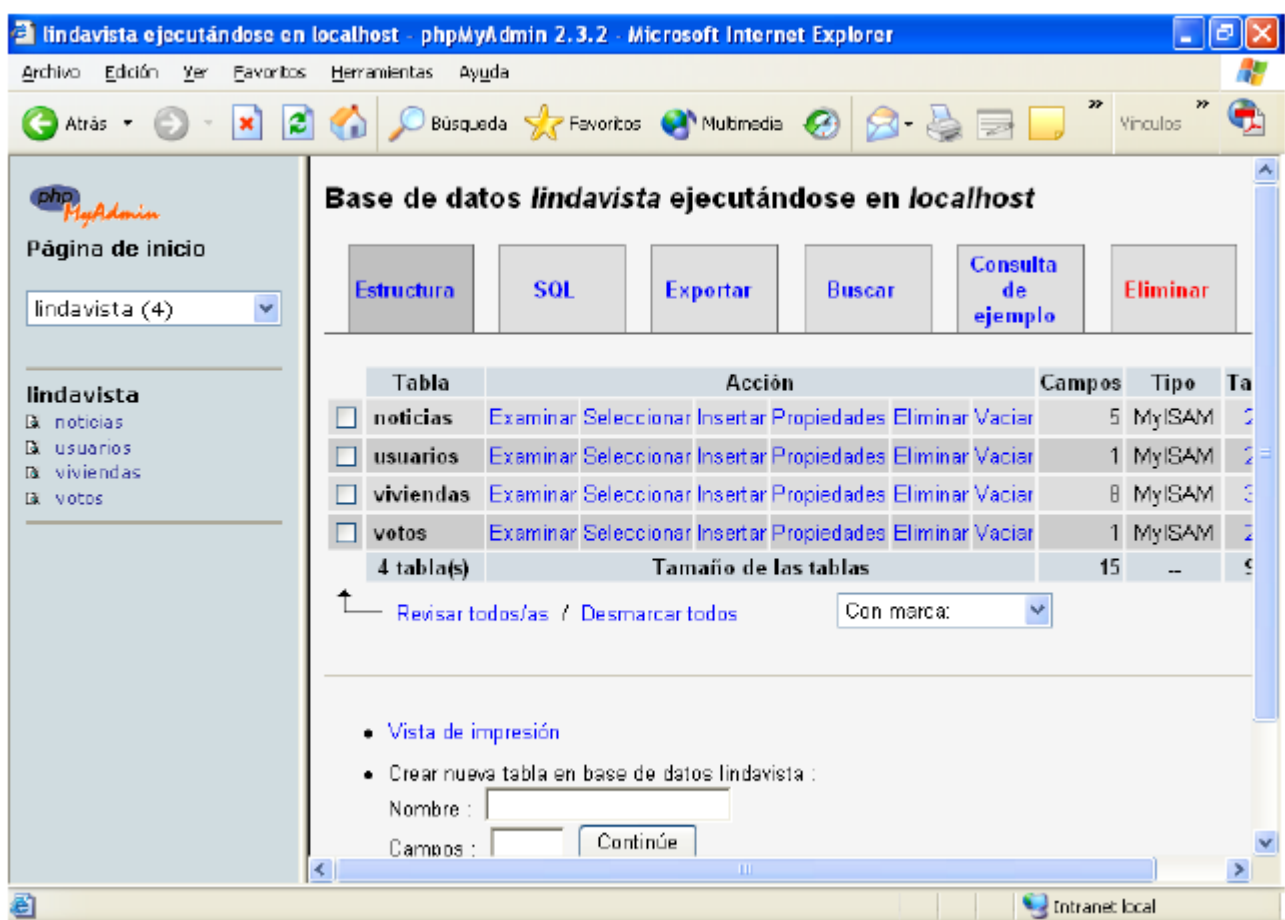 lindavista ejecutándose en localhost - phpMyAdmin 2.3.2 - Microsoft Internet Explorer
Archivo Edición Ver Favoritos Herramientas Ayuda
Atrás Búsqueda Favoritos Multimedia » Vínculos »
php
MyAdmin
Página de inicio
lindavista (4)
lindavista
noticias
usuarios
viviendas
votos
Base de datos lindavista ejecutándose en localhost
Estructura SQL Exportar Buscar Consulta de ejemplo Eliminar
Tabla Acción Campos Tipo Ta
noticias Examinar Seleccionar Insertar Propiedades Eliminar Vaciar 5 MyISAM 2
usuarios Examinar Seleccionar Insertar Propiedades Eliminar Vaciar 1 MyISAM 2
viviendas Examinar Seleccionar Insertar Propiedades Eliminar Vaciar 8 MyISAM 3
votos Examinar Seleccionar Insertar Propiedades Eliminar Vaciar 1 MyISAM
4 tabla(s) Tamaño de las tablas 15 -- 9
Revisar todos/as / Desmarcar todos Con marca:
Vista de impresión
Crear nueva tabla en base de datos lindavista :
Nombre :
Campos : Continúe
Intranet local